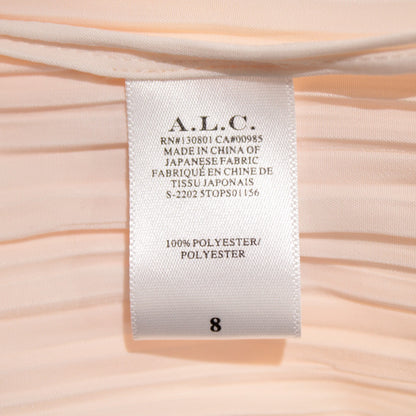 A.L.C.
RN#130801 CA#00985
MADE IN CHINA OF
JAPANESE FABRIC
FABRIQUÉ EN CHINE DE
TISSU JAPONAIS
S-2202 5TOPS01156
100% POLYESTER/
POLYESTER
8